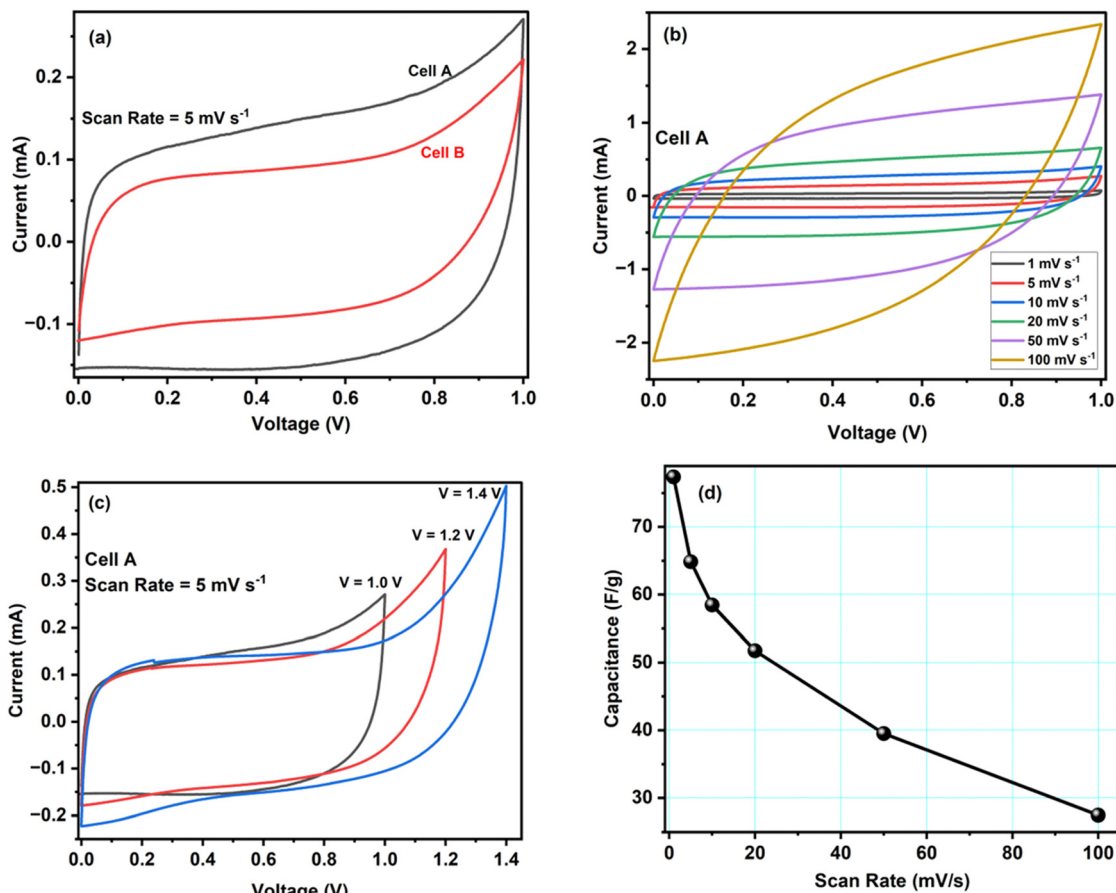 (a)
Cell A
Scan Rate = 5 mV s⁻¹
Cell B
0.2
0.1
0.0
−0.1
Current (mA)
0.0 0.2 0.4 0.6 0.8 1.0
Voltage (V)
(b)
Cell A
2
1
0
−1
−2
Current (mA)
1 mV s⁻¹
5 mV s⁻¹
10 mV s⁻¹
20 mV s⁻¹
50 mV s⁻¹
100 mV s⁻¹
0.0 0.2 0.4 0.6 0.8 1.0
Voltage (V)
(c)
V = 1.4 V
V = 1.2 V
Cell A
Scan Rate = 5 mV s⁻¹
V = 1.0 V
0.5
0.4
0.3
0.2
0.1
0.0
−0.1
−0.2
Current (mA)
0.0 0.2 0.4 0.6 0.8 1.0 1.2 1.4
Voltage (V)
(d)
70
60
50
40
30
Capacitance (F/g)
0 20 40 60 80 100
Scan Rate (mV/s)